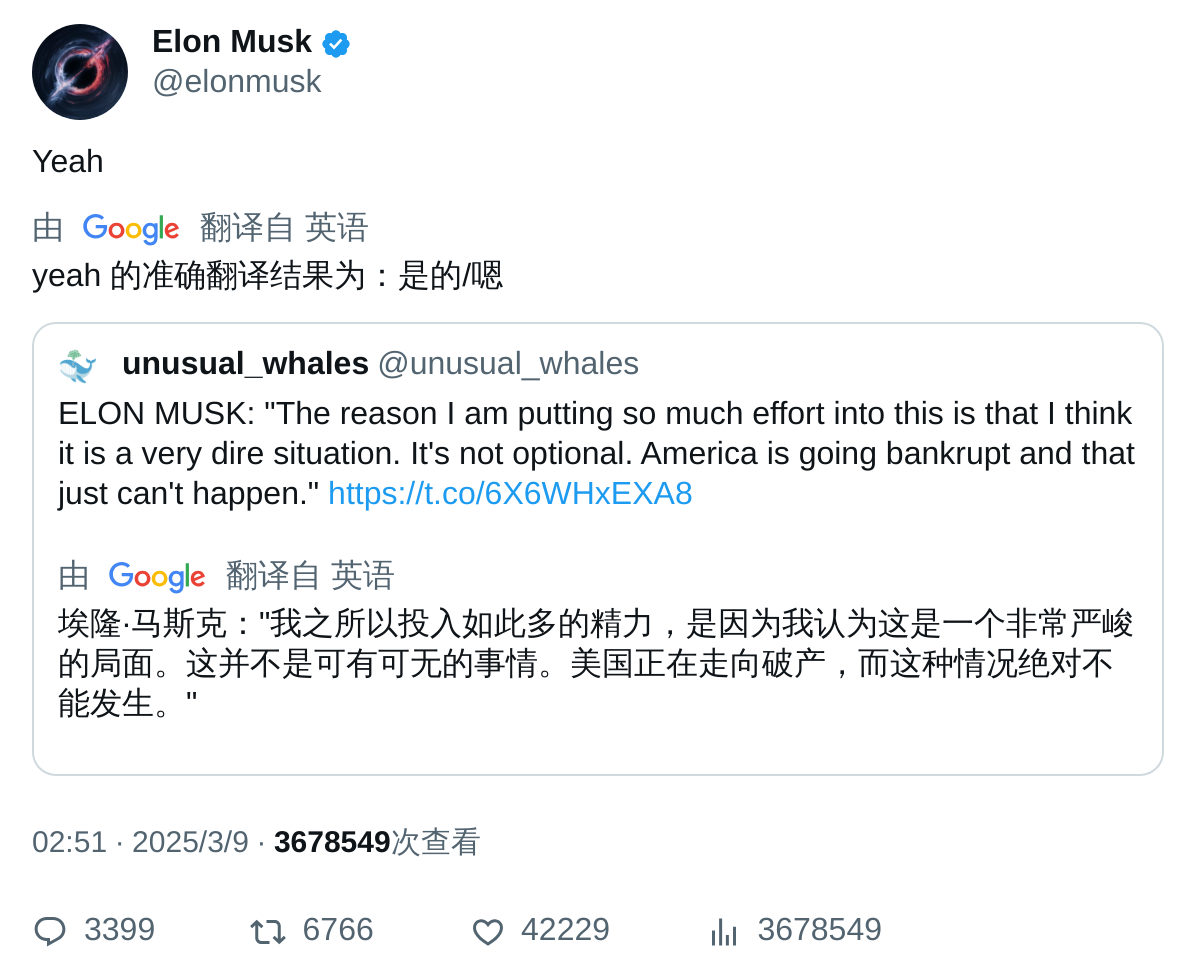 Elon Musk
@elonmusk
Yeah
由 Google 翻译自 英语
yeah 的准确翻译结果为：是的/嗯
unusual_whales @unusual_whales
ELON MUSK: "The reason I am putting so much effort into this is that I think
it is a very dire situation. It's not optional. America is going bankrupt and that
just can't happen." https://t.co/6X6WHxEXA8
由 Google 翻译自 英语
埃隆·马斯克："我之所以投入如此多的精力，是因为我认为这是一个非常严峻
的局面。这并不是可有可无的事情。美国正在走向破产，而这种情况绝对不
能发生。"
02:51 · 2025/3/9 · 3678549次查看
3399 6766 42229 3678549